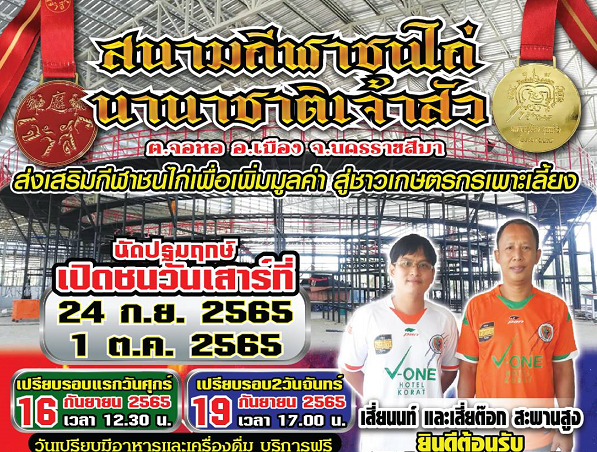 สนามกีฬาชนไก่
นานาชาติเจ้าสัว
ต.จอหอ อ.เมือง จ.นครราชสีมา
ส่งเสริมกีฬาชนไก่เพื่อเพิ่มมูลค่า สู่ชาวเกษตรกรเพาะเลี้ยง
นัดปฐมฤกษ์
เปิดชนวันเสาร์ที่
24 ก.ย. 2565
1 ต.ค. 2565
เปรียบรอบแรกวันศุกร์
16 กันยายน 2565
เวลา 12.30 น.
เปรียบรอบ2วันจันทร์
19 กันยายน 2565
เวลา 17.00 น.
วันเปรียบมีอาหารและเครื่องดื่ม บริการฟรี
V-ONE
HOTEL
KORAT
V-ONE
HOTEL
KORAT
เสี่ยนนท์ และเสี่ยต๊อก สะพานสูง
ยินดีต้อนรับ